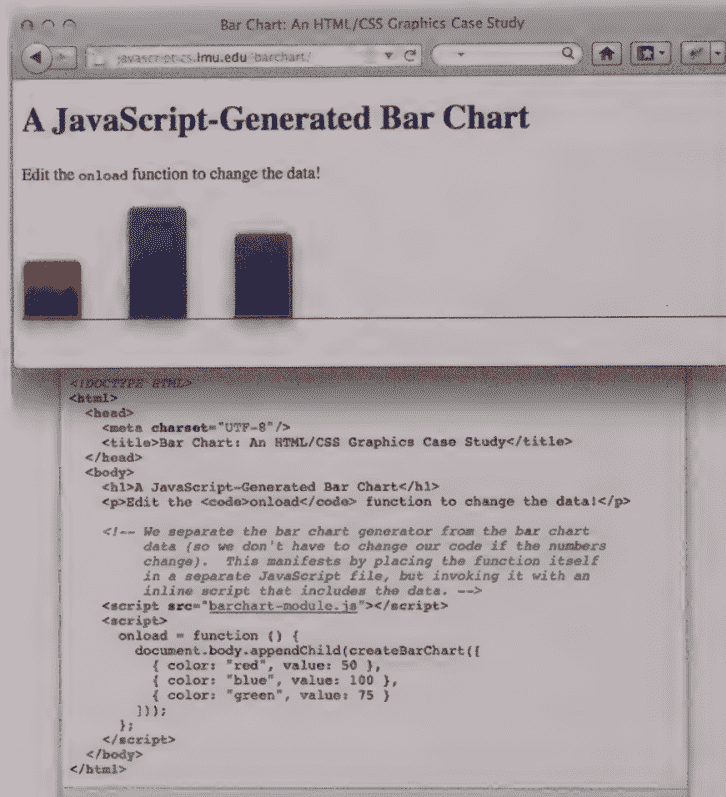 Bar Chart: An HTML/CSS Graphics Case Study
javascript.cs.lmu.edu/barchart/
A JavaScript-Generated Bar Chart
Edit the onload function to change the data!
<!DOCTYPE HTML>
<html>
<head>
<meta charset="UTF-8"/>
<title>Bar Chart: An HTML/CSS Graphics Case Study</title>
</head>
<body>
<h1>A JavaScript-Generated Bar Chart</h1>
<p>Edit the <code>onload</code> function to change the data!</p>
<!-- We separate the bar chart generator from the bar chart
data (so we don't have to change our code if the numbers
change).  This manifests by placing the function itself
in a separate JavaScript file, but invoking it with an
inline script that includes the data. -->
<script src="barchart-module.js"></script>
<script>
onload = function () {
document.body.appendChild(createBarChart([
{ color: "red", value: 50 },
{ color: "blue", value: 100 },
{ color: "green", value: 75 }
]));
};
</script>
</body>
</html>